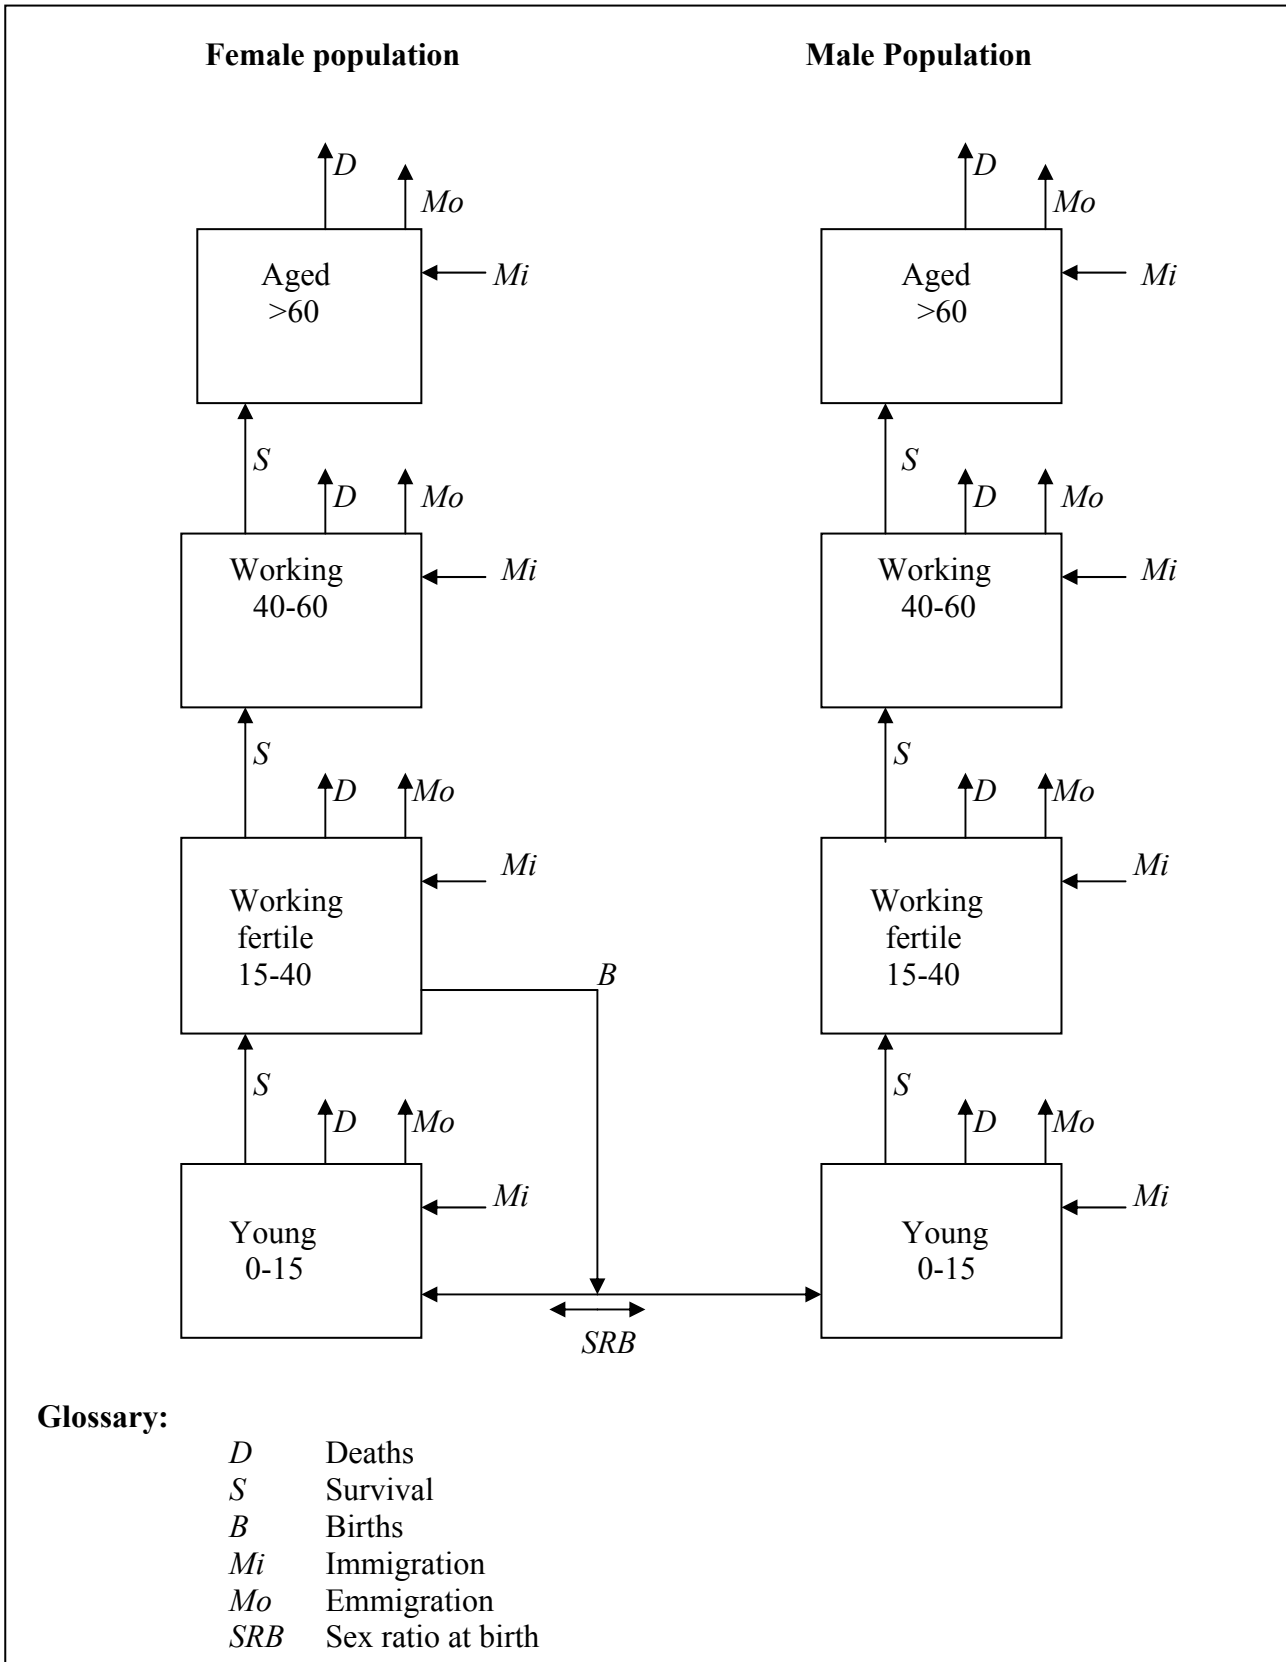 Female population
Male Population
D
Mo
Aged
>60
Mi
D
Mo
Aged
>60
Mi
S
D
Mo
Working
40-60
Mi
S
D
Mo
Working
40-60
Mi
S
D
Mo
Working
fertile
15-40
Mi
B
S
D
Mo
Working
fertile
15-40
Mi
S
D
Mo
Young
0-15
Mi
S
D
Mo
Young
0-15
Mi
SRB
Glossary:
D Deaths
S Survival
B Births
Mi Immigration
Mo Emmigration
SRB Sex ratio at birth